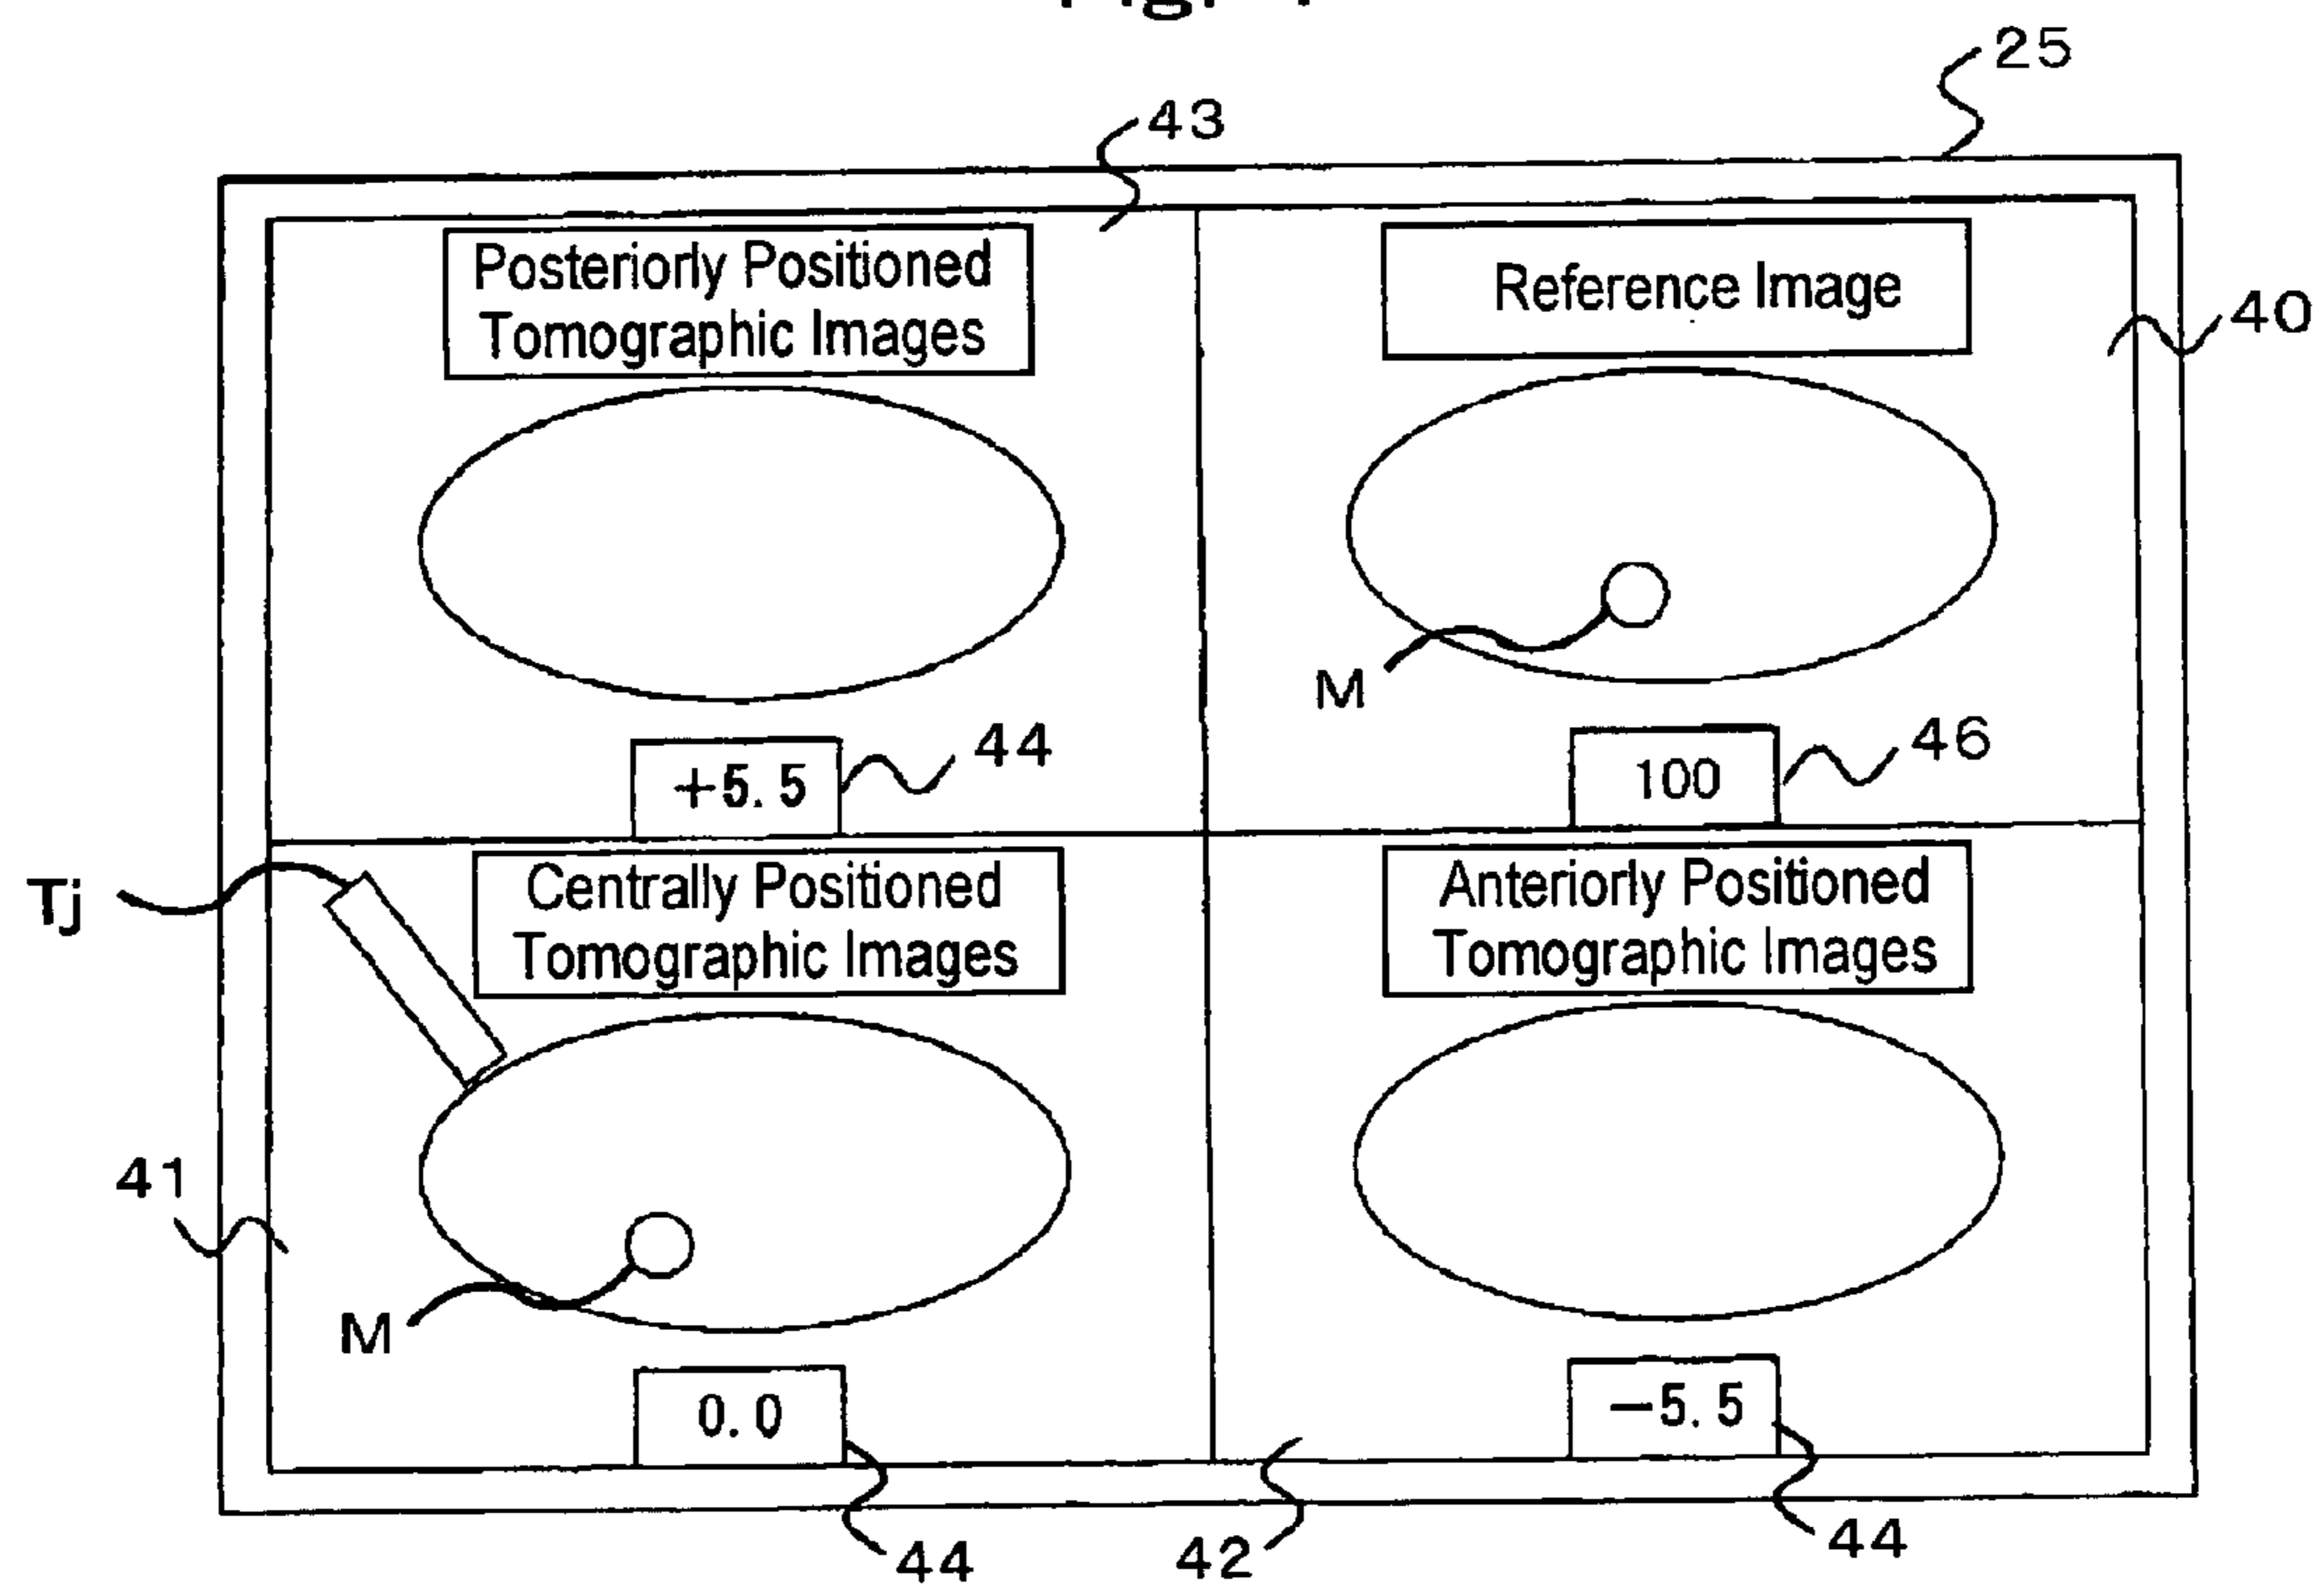 25
43
Posteriorly Positioned
Tomographic Images
Reference Image
40
M
+5.5
44
100
46
Tj
Centrally Positioned
Tomographic Images
Anteriorly Positioned
Tomographic Images
41
M
0.0
-5.5
44
42
44